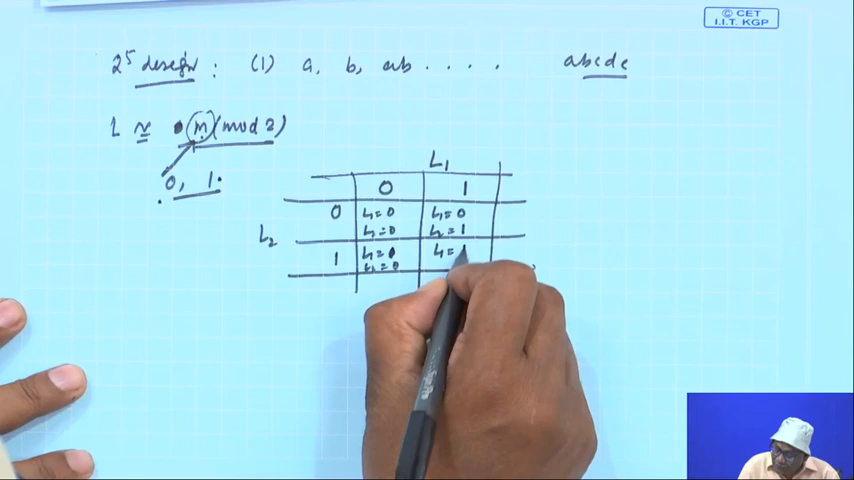 © CET
I.I.T. KGP
2⁵ design : (1) a, b, ab . . . . . abcde
L ≅ m (mod 2)
0, 1.
L₁
0 1
0 L₁=0 L₁=0
L₂=0 L₂=1
L₂
1 L₁=0 L₁=1
L₂=0